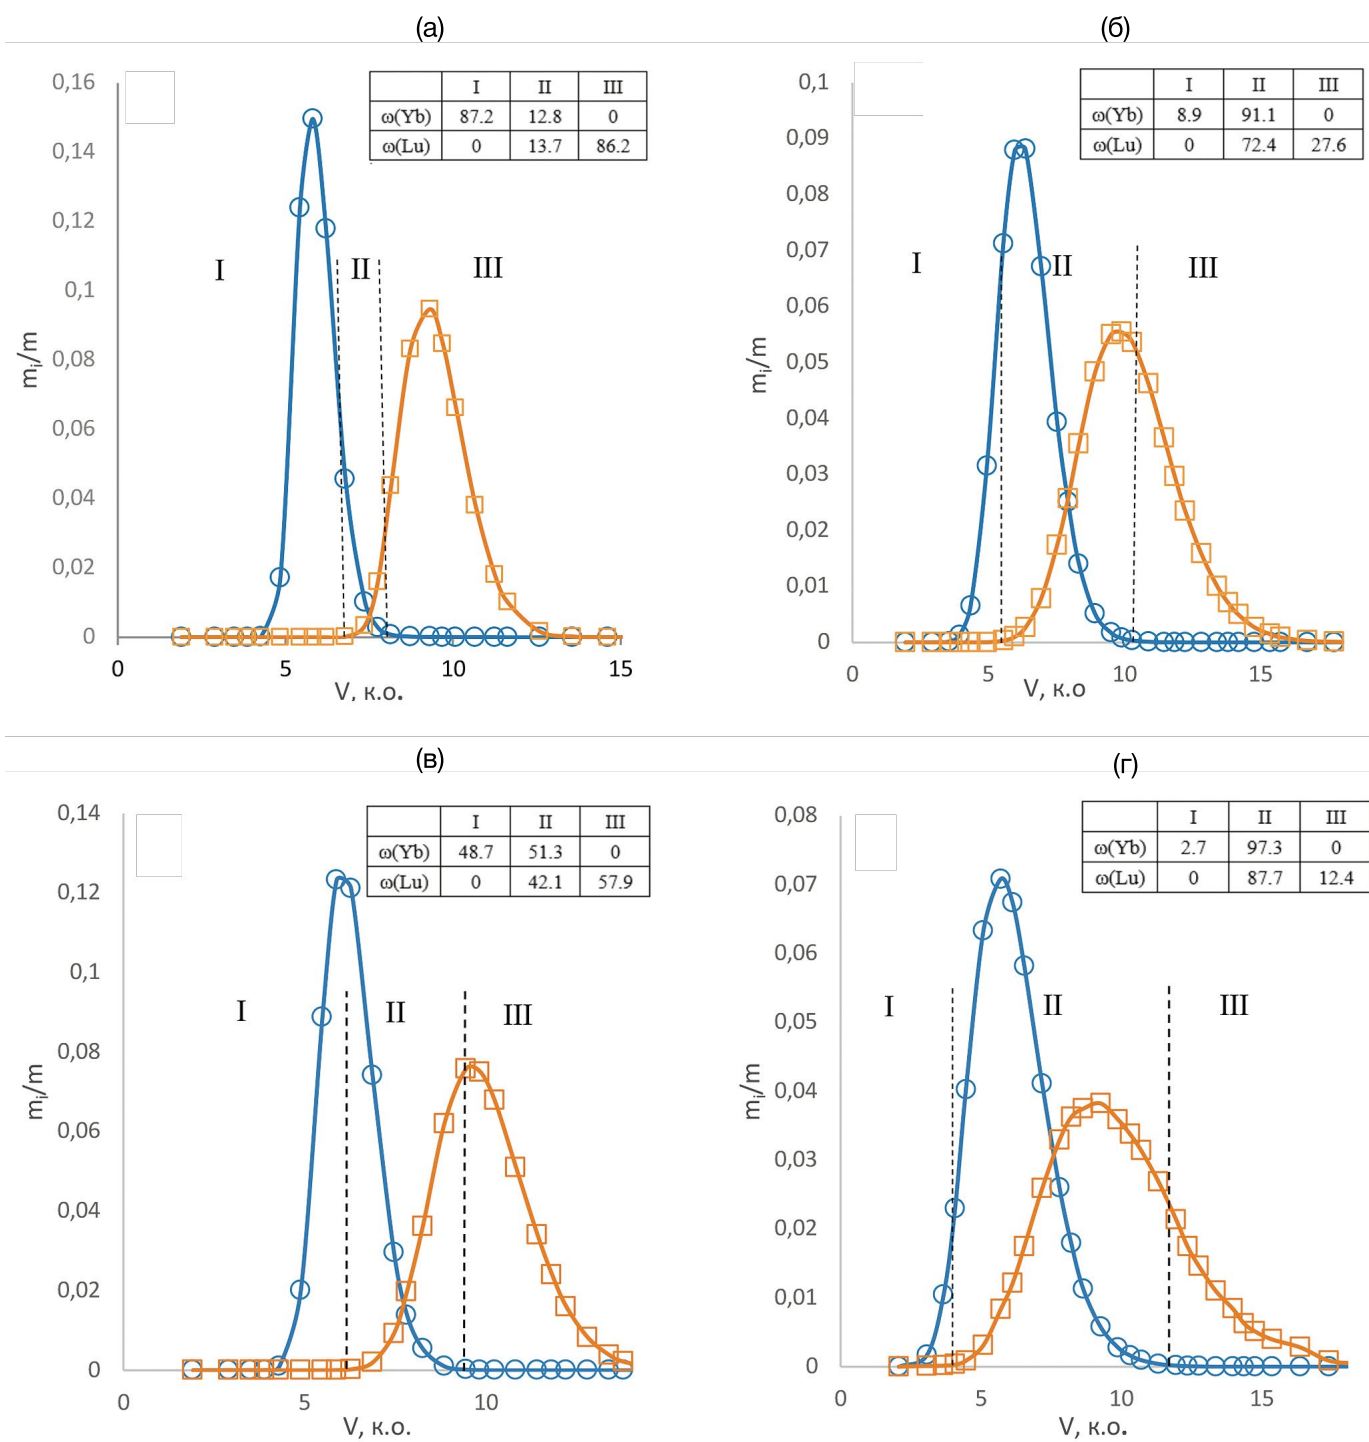 (а)
0,16
0,14
0,12
0,1
0,08
0,06
0,04
0,02
0
0 5 10 15
mᵢ/m
V, к.о.
I II III
I II III
ω(Yb) 87.2 12.8 0
ω(Lu) 0 13.7 86.2
(б)
0,1
0,09
0,08
0,07
0,06
0,05
0,04
0,03
0,02
0,01
0
0 5 10 15
mᵢ/m
V, к.о
I II III
I II III
ω(Yb) 8.9 91.1 0
ω(Lu) 0 72.4 27.6
(в)
0,14
0,12
0,1
0,08
0,06
0,04
0,02
0
0 5 10
mᵢ/m
V, к.о.
I II III
I II III
ω(Yb) 48.7 51.3 0
ω(Lu) 0 42.1 57.9
(г)
0,08
0,07
0,06
0,05
0,04
0,03
0,02
0,01
0
0 5 10 15
mᵢ/m
V, к.о.
I II III
I II III
ω(Yb) 2.7 97.3 0
ω(Lu) 0 87.7 12.4